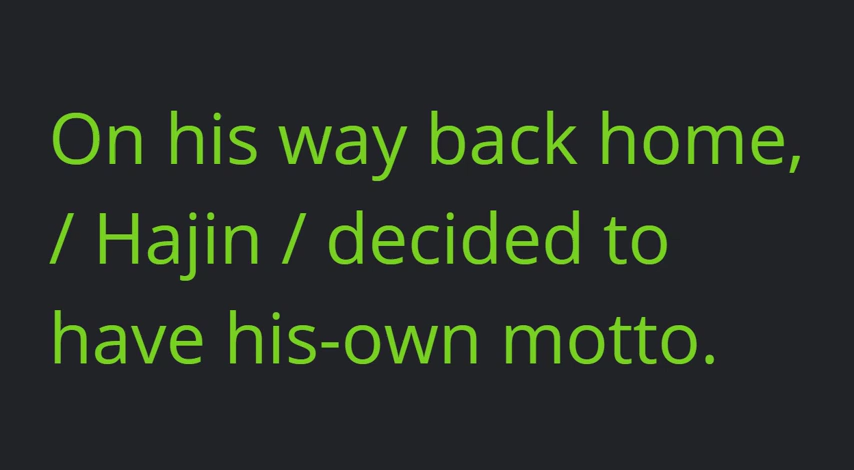 On his way back home,
/ Hajin / decided to
have his-own motto.